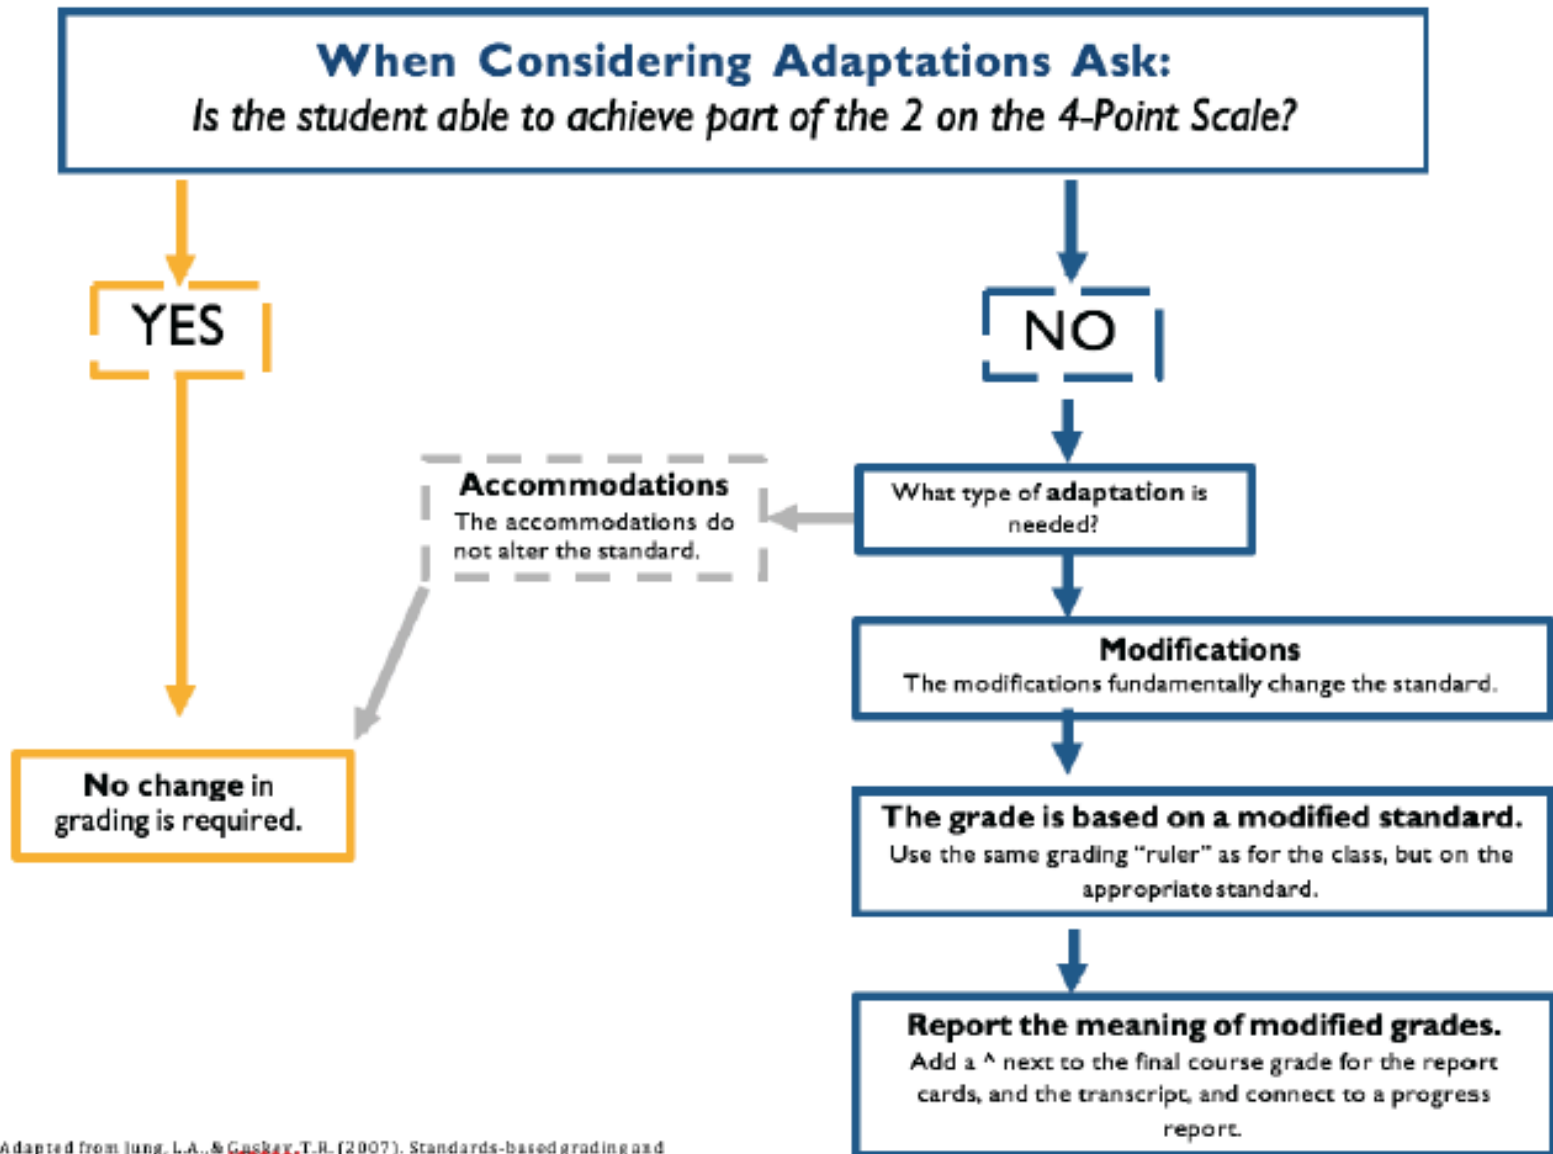 When Considering Adaptations Ask:
Is the student able to achieve part of the 2 on the 4-Point Scale?
YES
NO
What type of adaptation is
needed?
Accommodations
The accommodations do
not alter the standard.
Modifications
The modifications fundamentally change the standard.
No change in
grading is required.
The grade is based on a modified standard.
Use the same grading “ruler” as for the class, but on the
appropriate standard.
Report the meaning of modified grades.
Add a ^ next to the final course grade for the report
cards, and the transcript, and connect to a progress
report.
Adapted from Jung, L.A., & Guskey, T.R. (2007). Standards-based grading and